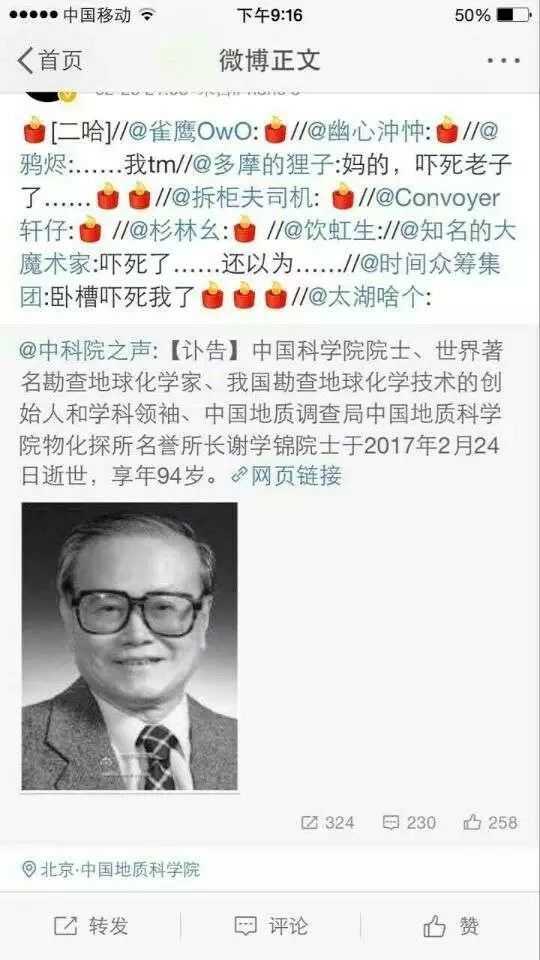 中国移动 下午9:16 50%
首页 微博正文
[二哈]//@雀鹰OwO://@幽心沖忡://@
鸦烬:……我tm//@多摩的狸子:妈的，吓死老子
了……//@拆柜夫司机: //@Convoyer
轩仔: //@杉林幺: //@饮虹生://@知名的大
魔术家:吓死了……还以为……//@时间众筹集
团:卧槽吓死我了//@太湖啥个:
@中科院之声:【讣告】中国科学院院士、世界著
名勘查地球化学家、我国勘查地球化学技术的创
始人和学科领袖、中国地质调查局中国地质科学
院物化探所名誉所长谢学锦院士于2017年2月24
日逝世，享年94岁。网页链接
324 230 258
北京·中国地质科学院
转发 评论 赞